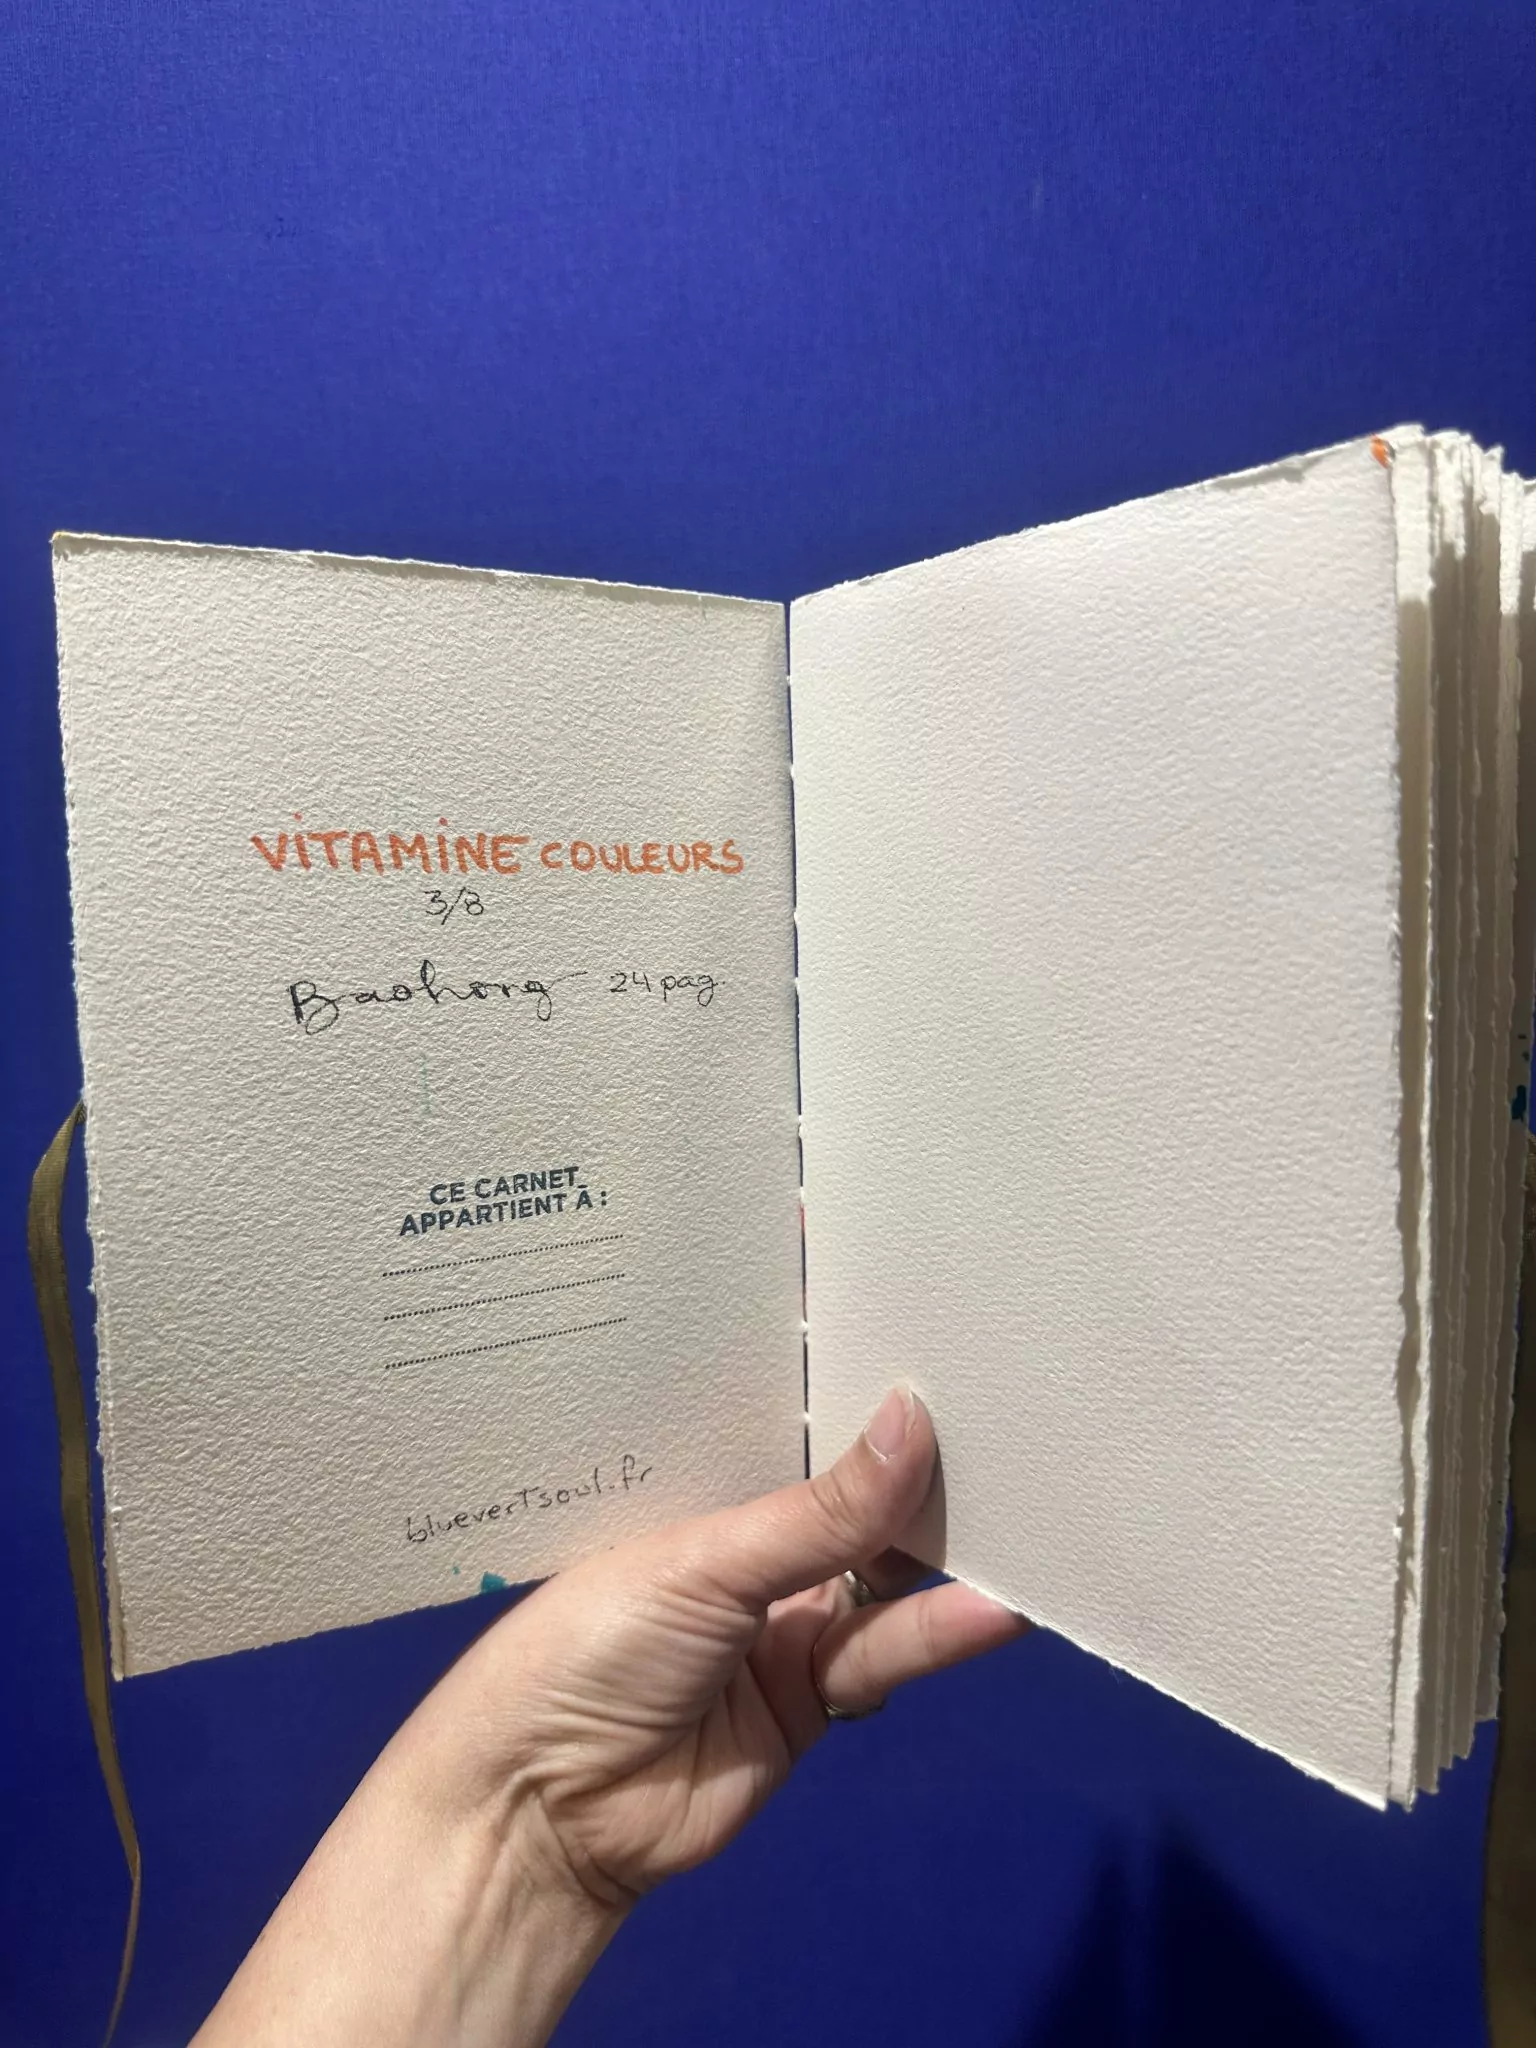 VITAMINE COULEURS
3/8
Baohong 24 pag.
CE CARNET
APPARTIENT À :
bluevertsoul.fr